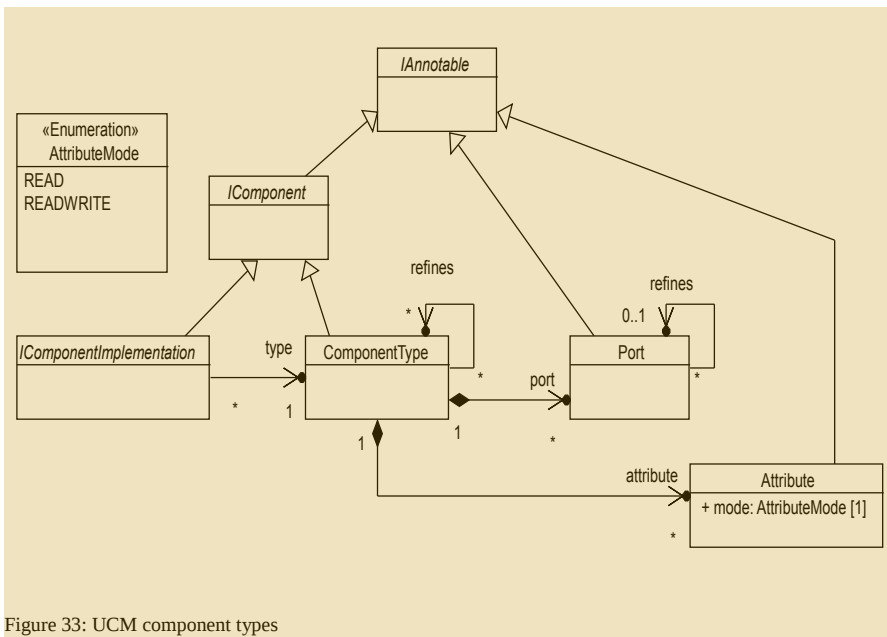 IAnnotable
«Enumeration»
AttributeMode
READ
READWRITE
IComponent
refines
refines
*
0..1
IComponentImplementation
type
ComponentType
Port
*
port
*
*
1
1
*
1
attribute
Attribute
+ mode: AttributeMode [1]
*
Figure 33: UCM component types